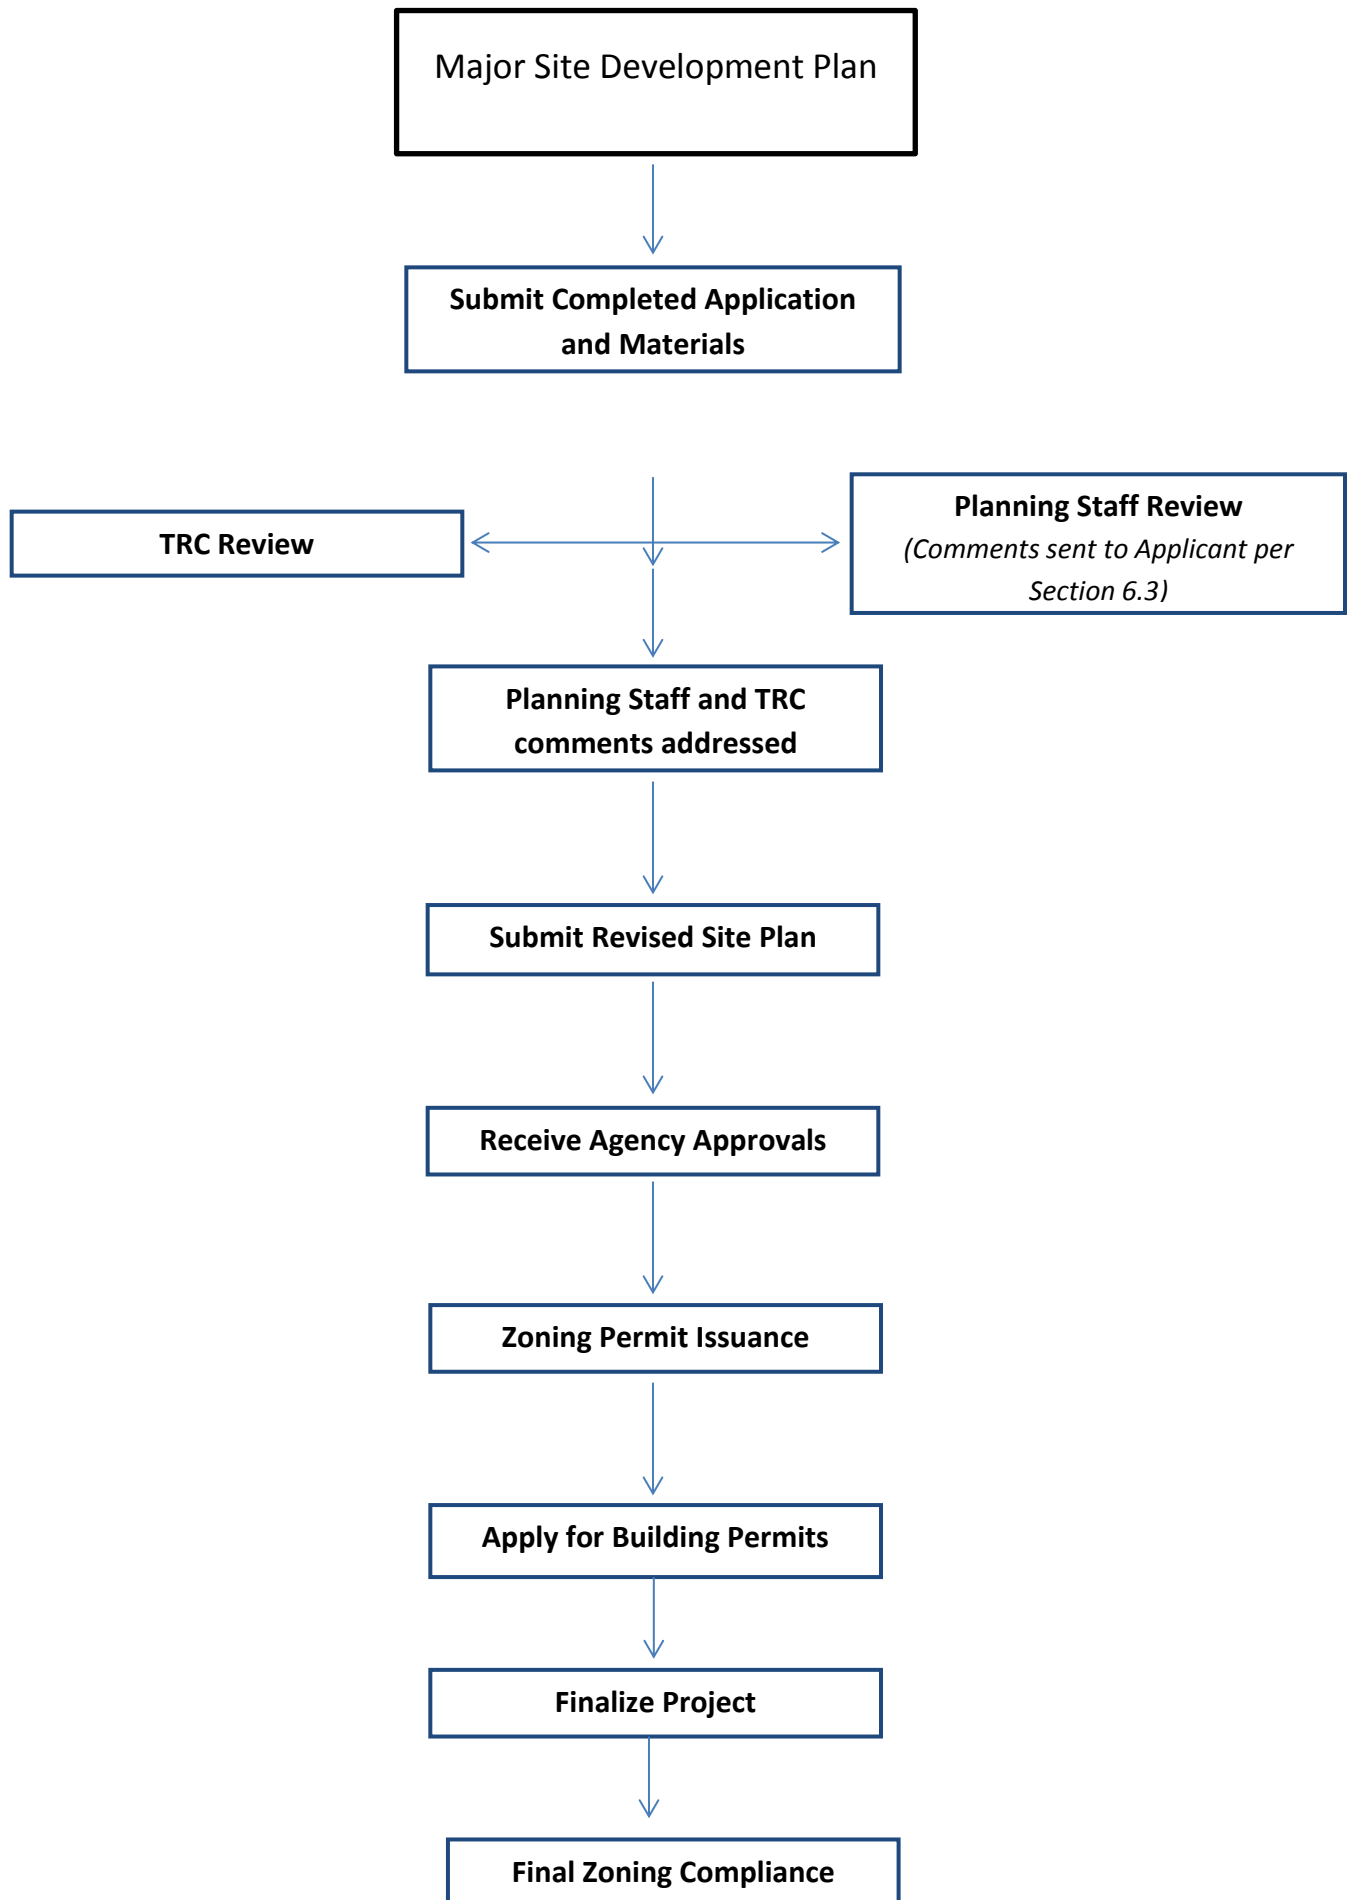 Major Site Development Plan
Submit Completed Application
and Materials
TRC Review
Planning Staff Review
(Comments sent to Applicant per
Section 6.3)
Planning Staff and TRC
comments addressed
Submit Revised Site Plan
Receive Agency Approvals
Zoning Permit Issuance
Apply for Building Permits
Finalize Project
Final Zoning Compliance